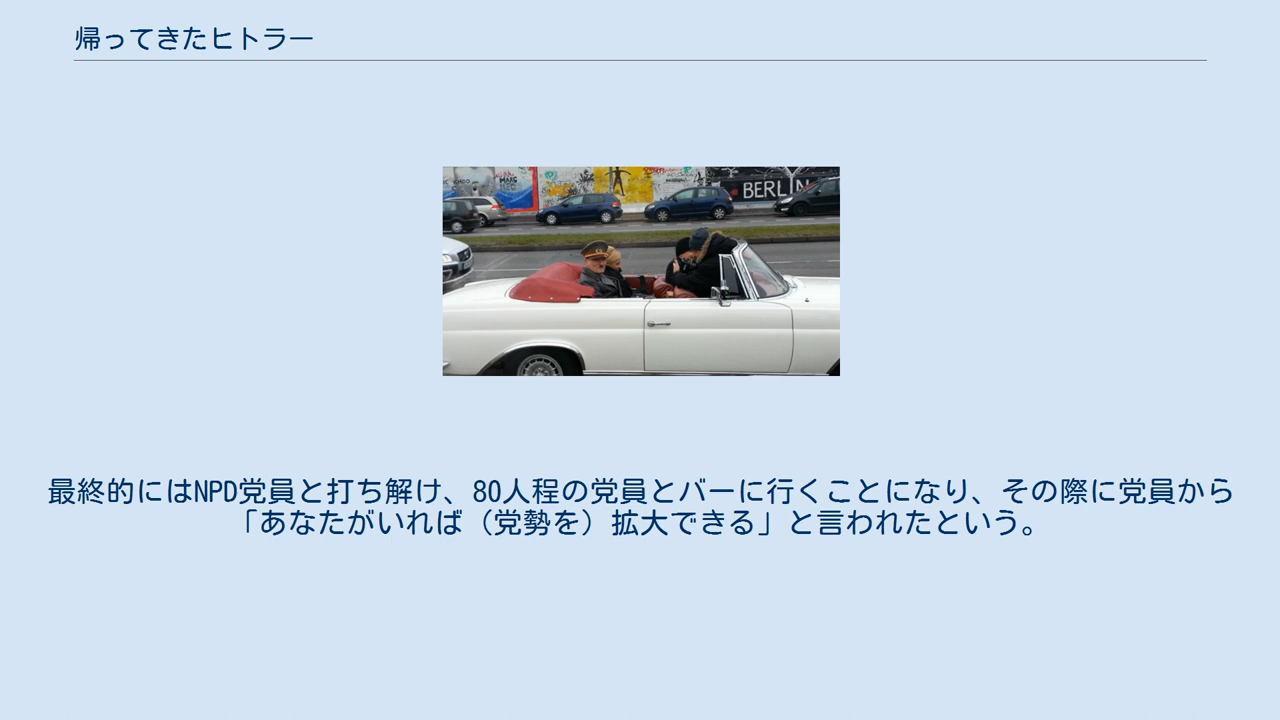 帰ってきたヒトラー
BERLIN
最終的にはNPD党員と打ち解け、80人程の党員とバーに行くことになり、その際に党員から
「あなたがいれば（党勢を）拡大できる」と言われたという。